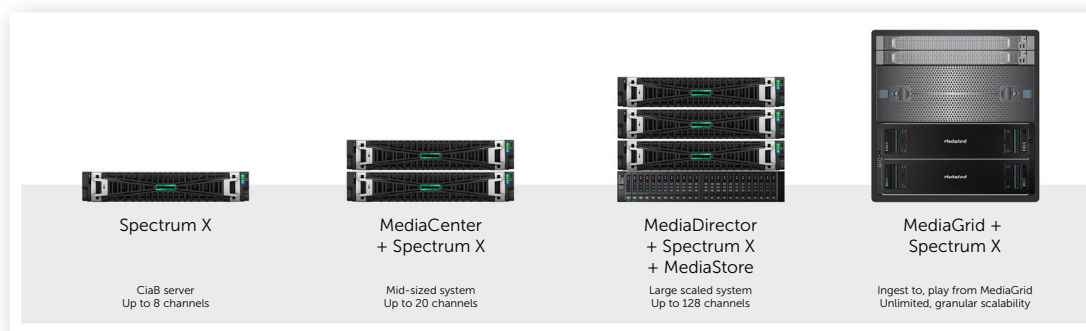 MediaGrid
MediaGrid
Spectrum X
CiaB server
Up to 8 channels
MediaCenter
+ Spectrum X
Mid-sized system
Up to 20 channels
MediaDirector
+ Spectrum X
+ MediaStore
Large scaled system
Up to 128 channels
MediaGrid +
Spectrum X
Ingest to, play from MediaGrid
Unlimited, granular scalability